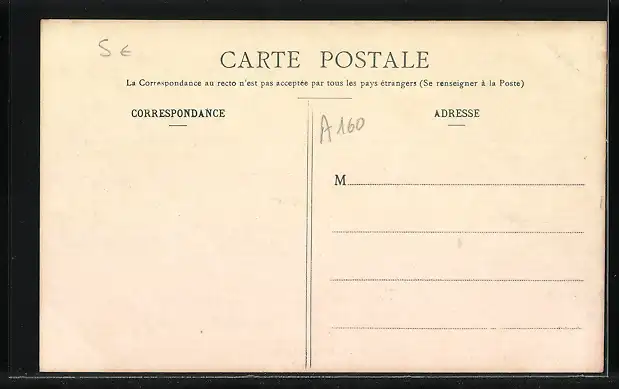 5 €
CARTE POSTALE
La Correspondance au recto n'est pas acceptée par tous les pays étrangers (Se renseigner à la Poste)
CORRESPONDANCE
ADRESSE
A160
M